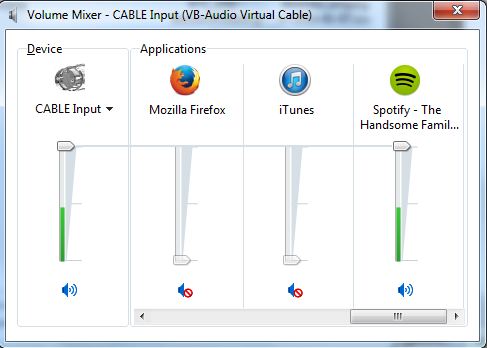 Volume Mixer - CABLE Input (VB-Audio Virtual Cable)
Device
Applications
CABLE Input
Mozilla Firefox
iTunes
Spotify - The
Handsome Famil...